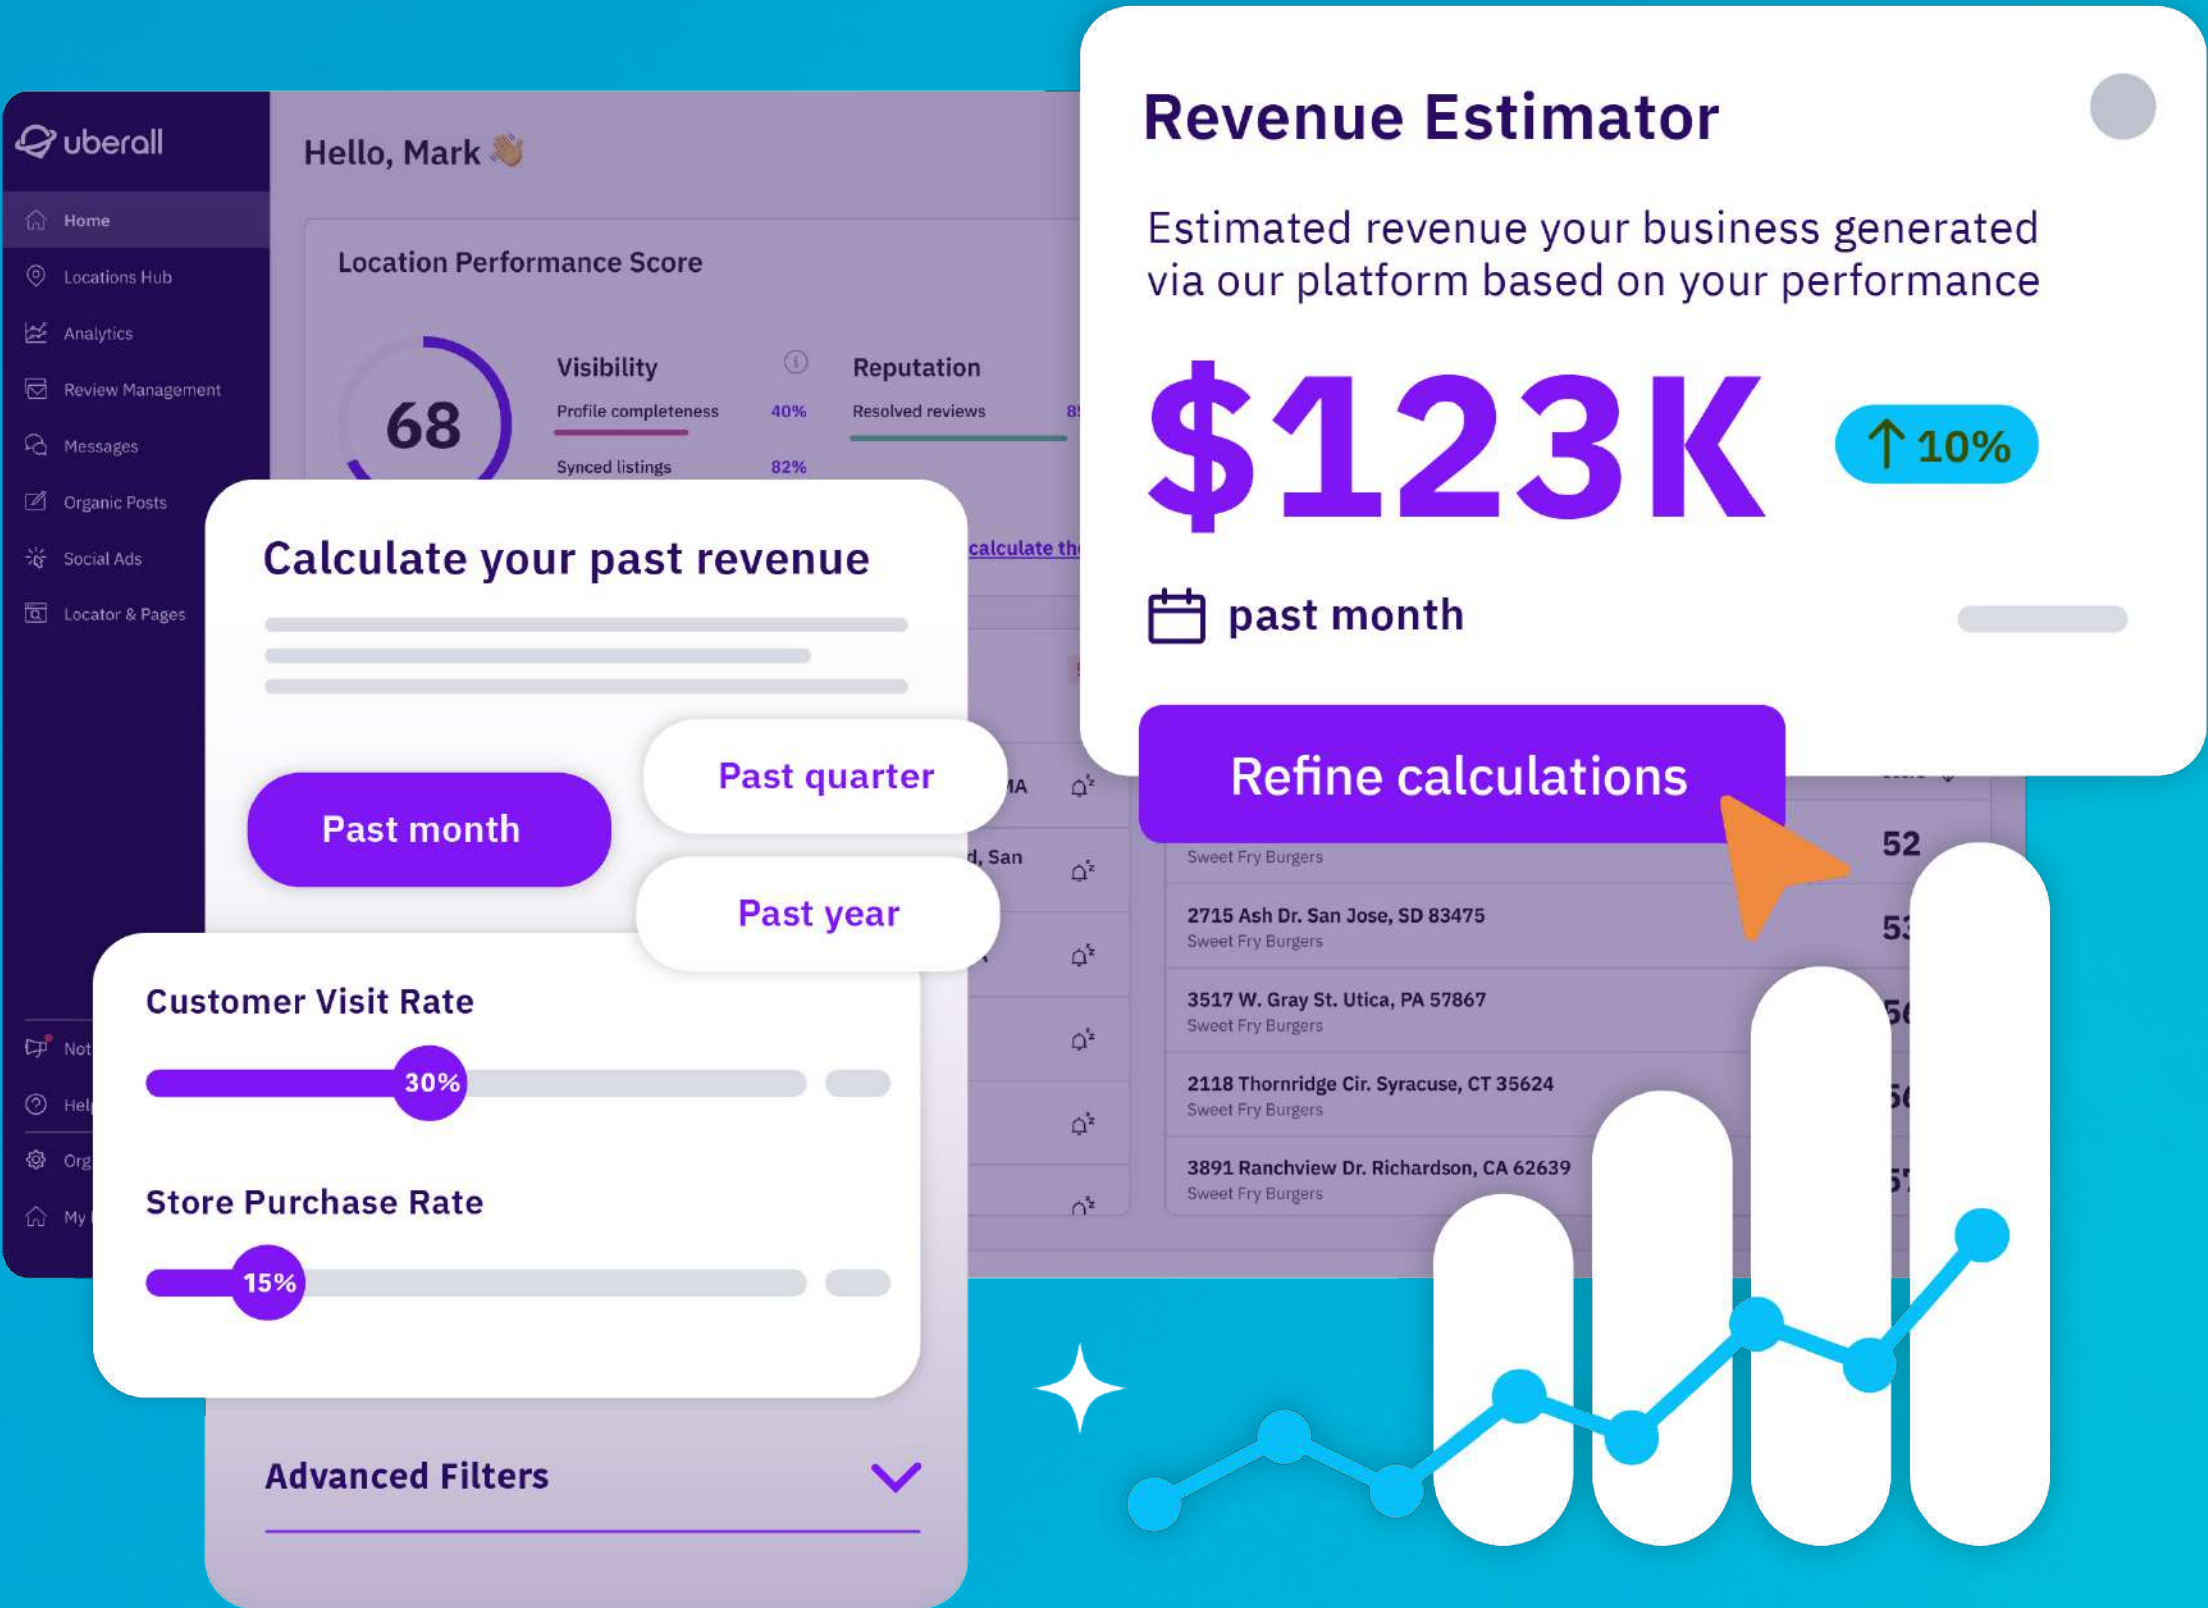 uberall
Home
Locations Hub
Analytics
Review Management
Messages
Organic Posts
Social Ads
Locator & Pages
Hello, Mark
Location Performance Score
68
Visibility
Profile completeness 40%
Synced listings 82%
Reputation
Resolved reviews
calculate
Revenue Estimator
Estimated revenue your business generated
via our platform based on your performance
$123K
↑ 10%
past month
Refine calculations
Calculate your past revenue
Past month
Past quarter
Past year
Customer Visit Rate
30%
Store Purchase Rate
15%
Advanced Filters
San
Sweet Fry Burgers
52
2715 Ash Dr. San Jose, SD 83475
Sweet Fry Burgers
3517 W. Gray St. Utica, PA 57867
Sweet Fry Burgers
2118 Thornridge Cir. Syracuse, CT 35624
Sweet Fry Burgers
3891 Ranchview Dr. Richardson, CA 62639
Sweet Fry Burgers
My